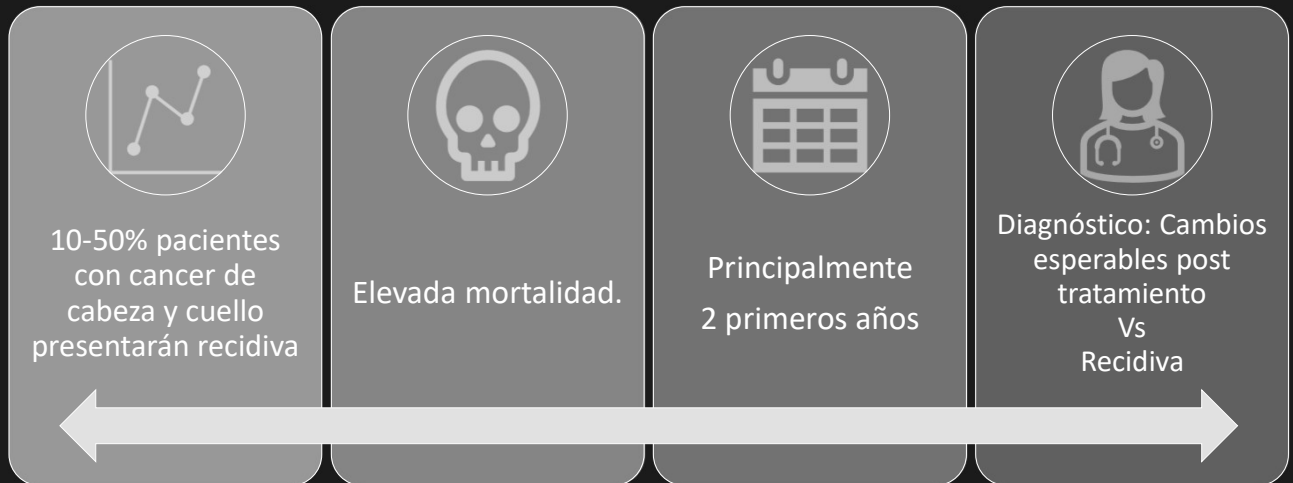 10-50% pacientes
con cancer de
cabeza y cuello
presentarán recidiva
Elevada mortalidad.
Principalmente
2 primeros años
Diagnóstico: Cambios
esperables post
tratamiento
Vs
Recidiva